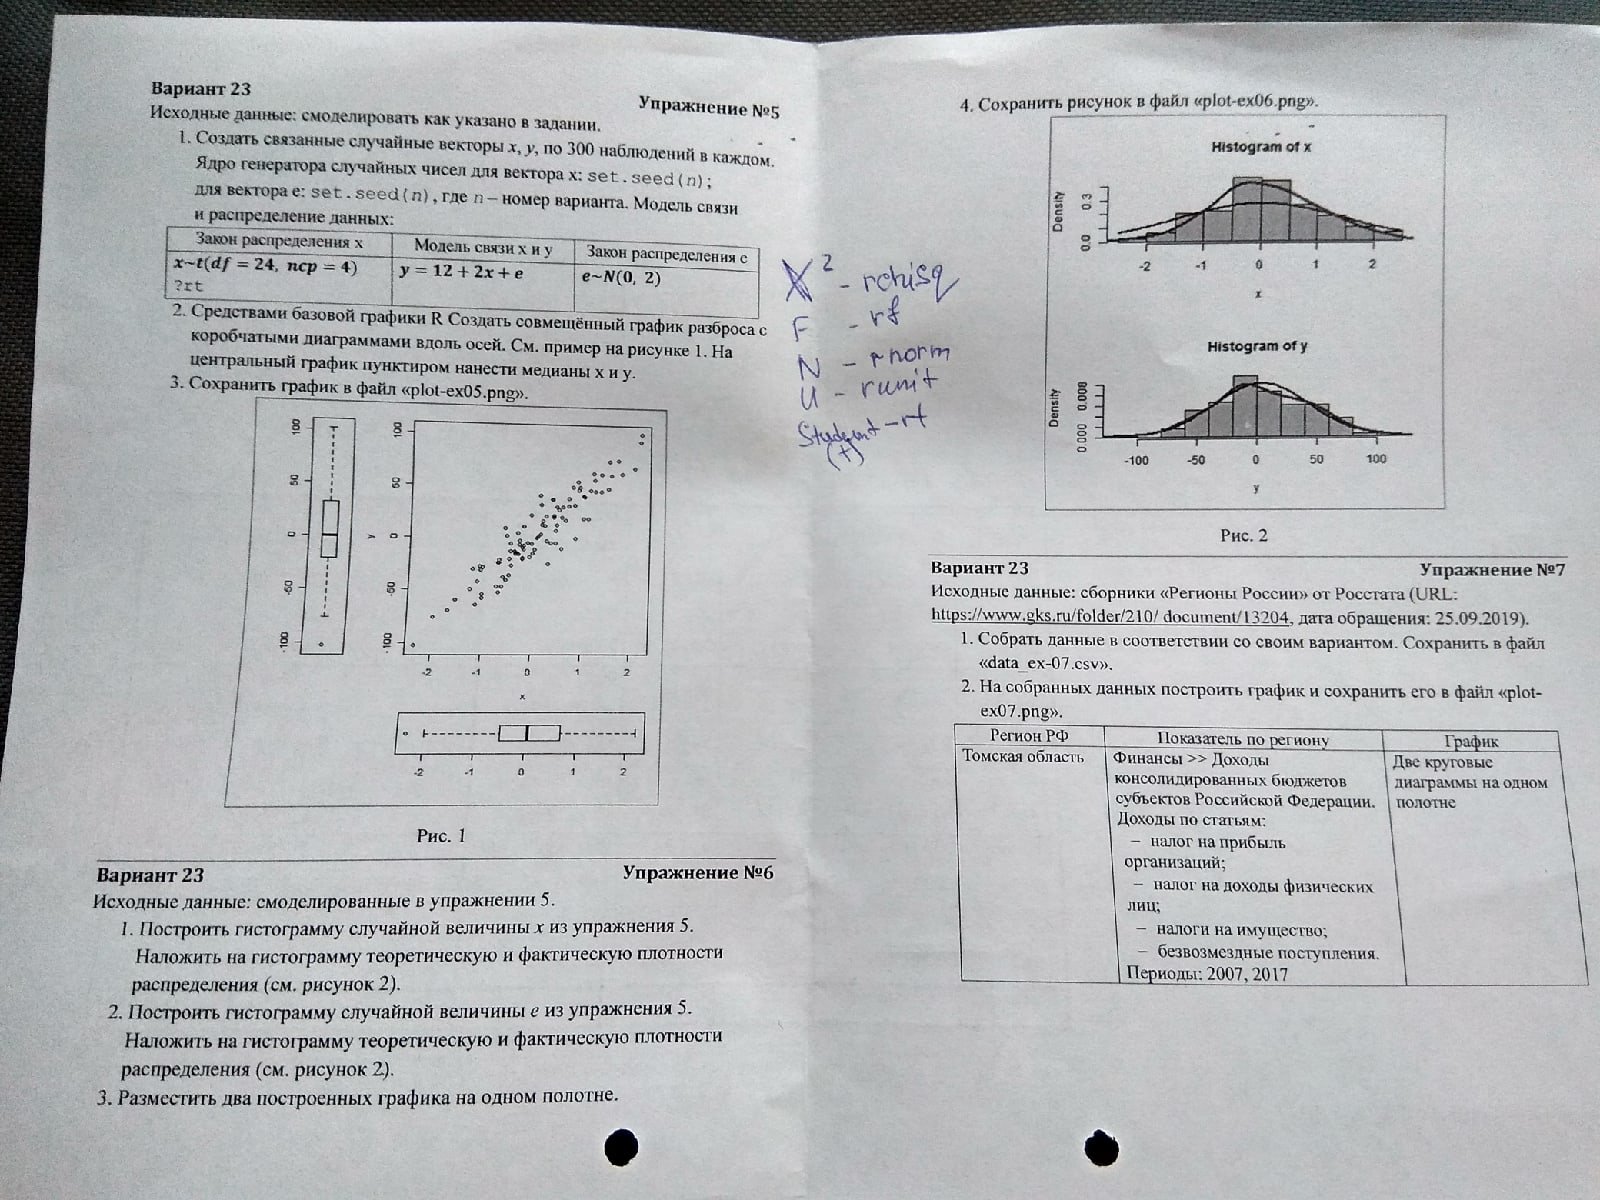 Вариант 23
Упражнение №5
Исходные данные: смоделировать как указано в задании.
1. Создать связанные случайные векторы x, y, по 300 наблюдений в каждом.
Ядро генератора случайных чисел для вектора x: set.seed(n);
для вектора e: set.seed(n), где n – номер варианта. Модель связи
и распределение данных:
Закон распределения x
Модель связи x и y
Закон распределения e
x~t(df = 24, ncp = 4)
?rt
y = 12 + 2x + e
e~N(0, 2)
2. Средствами базовой графики R Создать совмещённый график разброса с
коробчатыми диаграммами вдоль осей. См. пример на рисунке 1. На
центральный график пунктиром нанести медианы x и y.
3. Сохранить график в файл «plot-ex05.png».
100
50
0
-50
-100
y
100
50
0
-50
-100
-2 -1 0 1 2
x
-2 -1 0 1 2
Рис. 1
Вариант 23
Упражнение №6
Исходные данные: смоделированные в упражнении 5.
1. Построить гистограмму случайной величины x из упражнения 5.
Наложить на гистограмму теоретическую и фактическую плотности
распределения (см. рисунок 2).
2. Построить гистограмму случайной величины e из упражнения 5.
Наложить на гистограмму теоретическую и фактическую плотности
распределения (см. рисунок 2).
3. Разместить два построенных графика на одном полотне.
X² - rchisq
F - rf
N - rnorm
U - runit
Student - rt
(t)
4. Сохранить рисунок в файл «plot-ex06.png».
Histogram of x
Density
0.0 0.3
-2 -1 0 1 2
x
Histogram of y
Density
0.000 0.008
-100 -50 0 50 100
y
Рис. 2
Вариант 23
Упражнение №7
Исходные данные: сборники «Регионы России» от Росстата (URL:
https://www.gks.ru/folder/210/ document/13204, дата обращения: 25.09.2019).
1. Собрать данные в соответствии со своим вариантом. Сохранить в файл
«data_ex-07.csv».
2. На собранных данных построить график и сохранить его в файл «plot-
ex07.png».
Регион РФ
Показатель по региону
График
Томская область
Финансы >> Доходы
консолидированных бюджетов
субъектов Российской Федерации.
Доходы по статьям:
– налог на прибыль
организаций;
– налог на доходы физических
лиц;
– налоги на имущество;
– безвозмездные поступления.
Периоды: 2007, 2017
Две круговые
диаграммы на одном
полотне